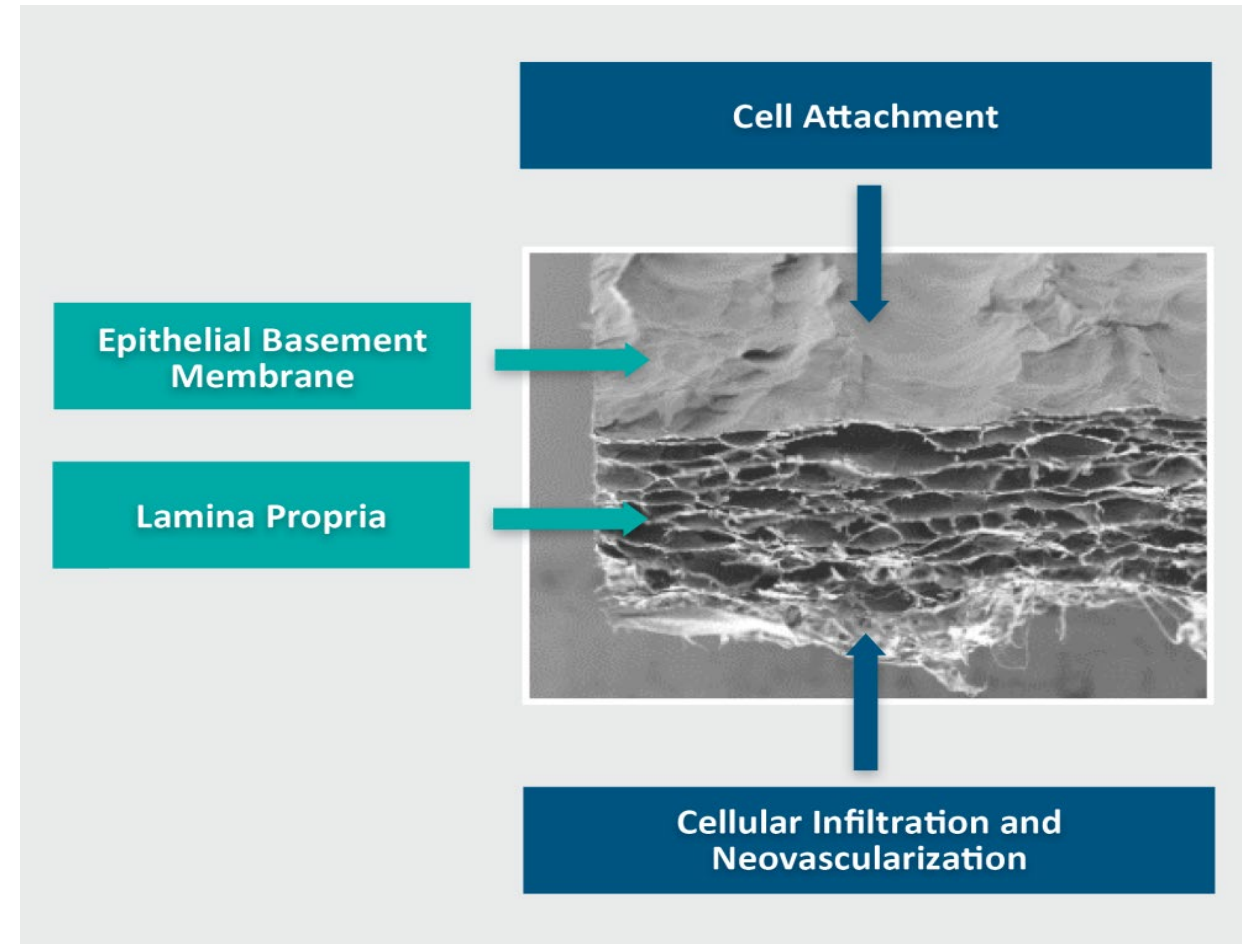 Cell Attachment
Epithelial Basement
Membrane
Lamina Propria
Cellular Infiltration and
Neovascularization